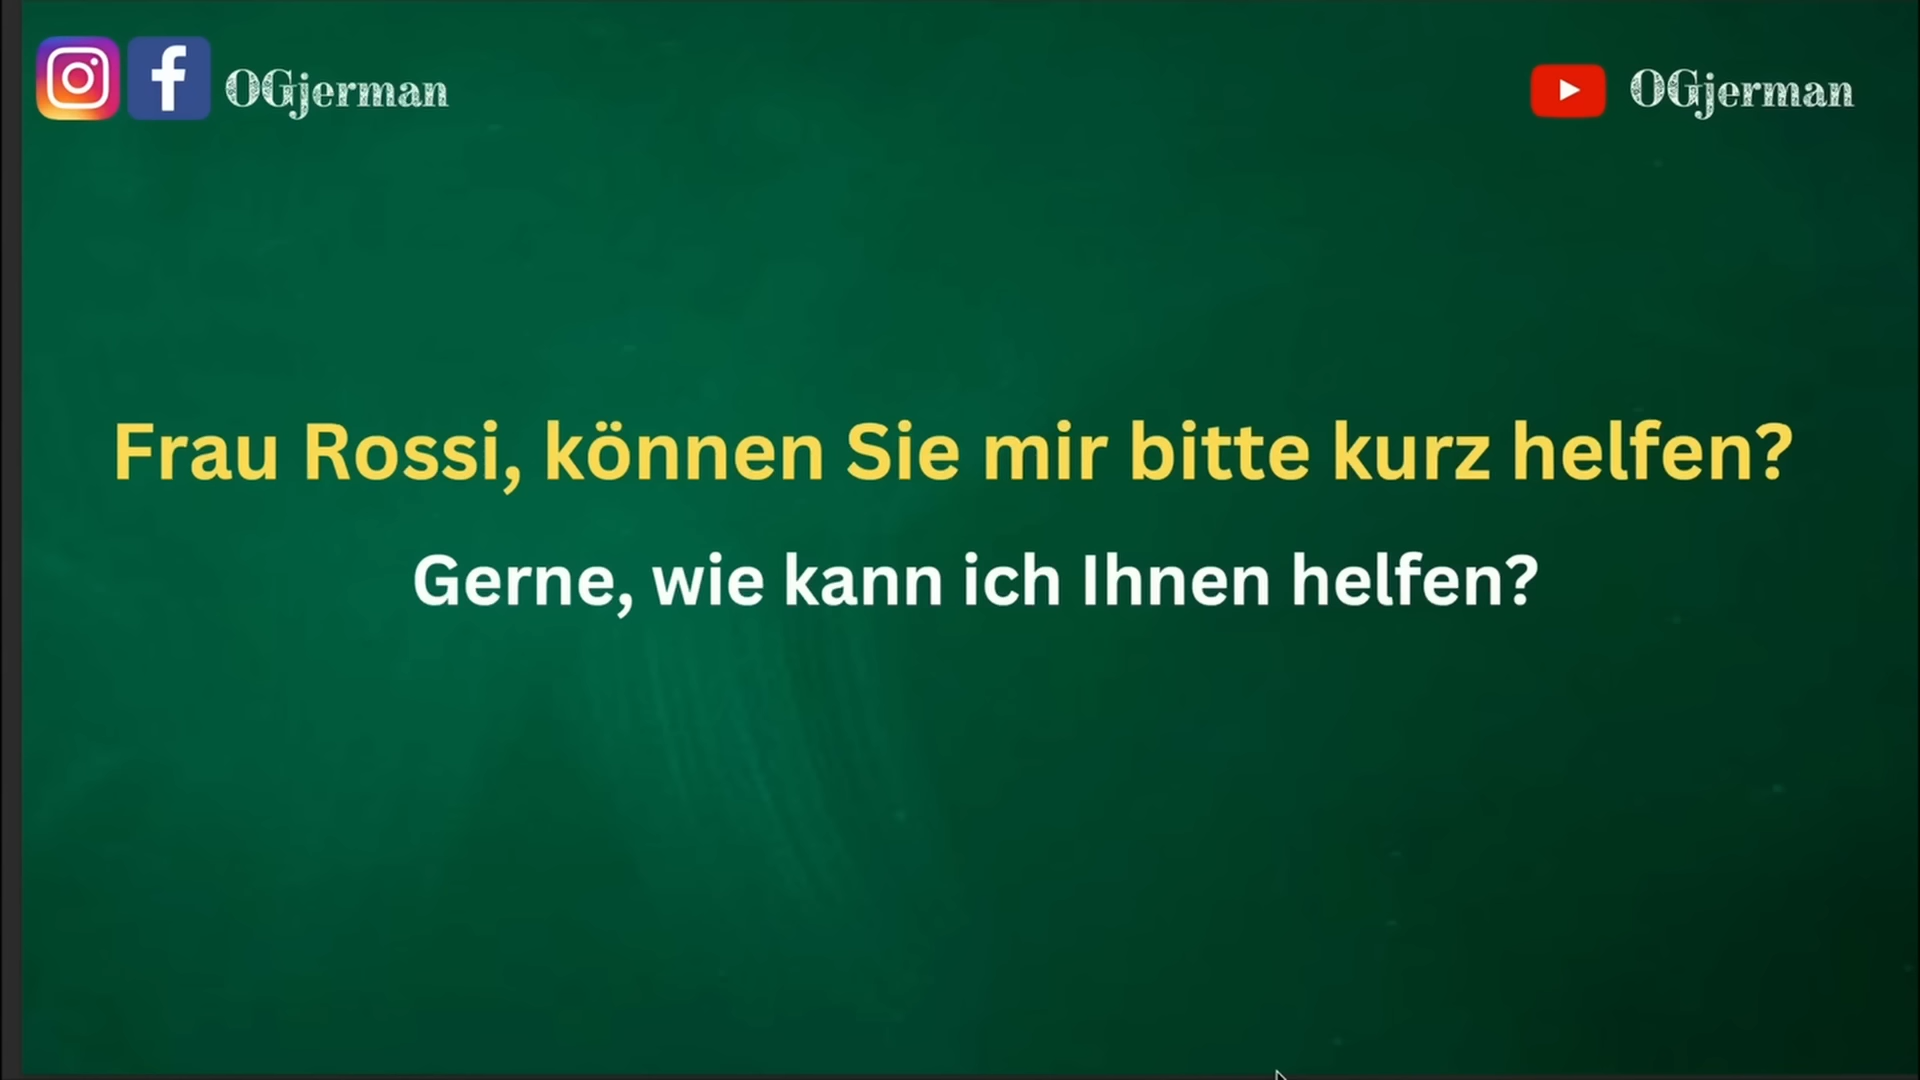 OGjerman
OGjerman
Frau Rossi, können Sie mir bitte kurz helfen?
Gerne, wie kann ich Ihnen helfen?